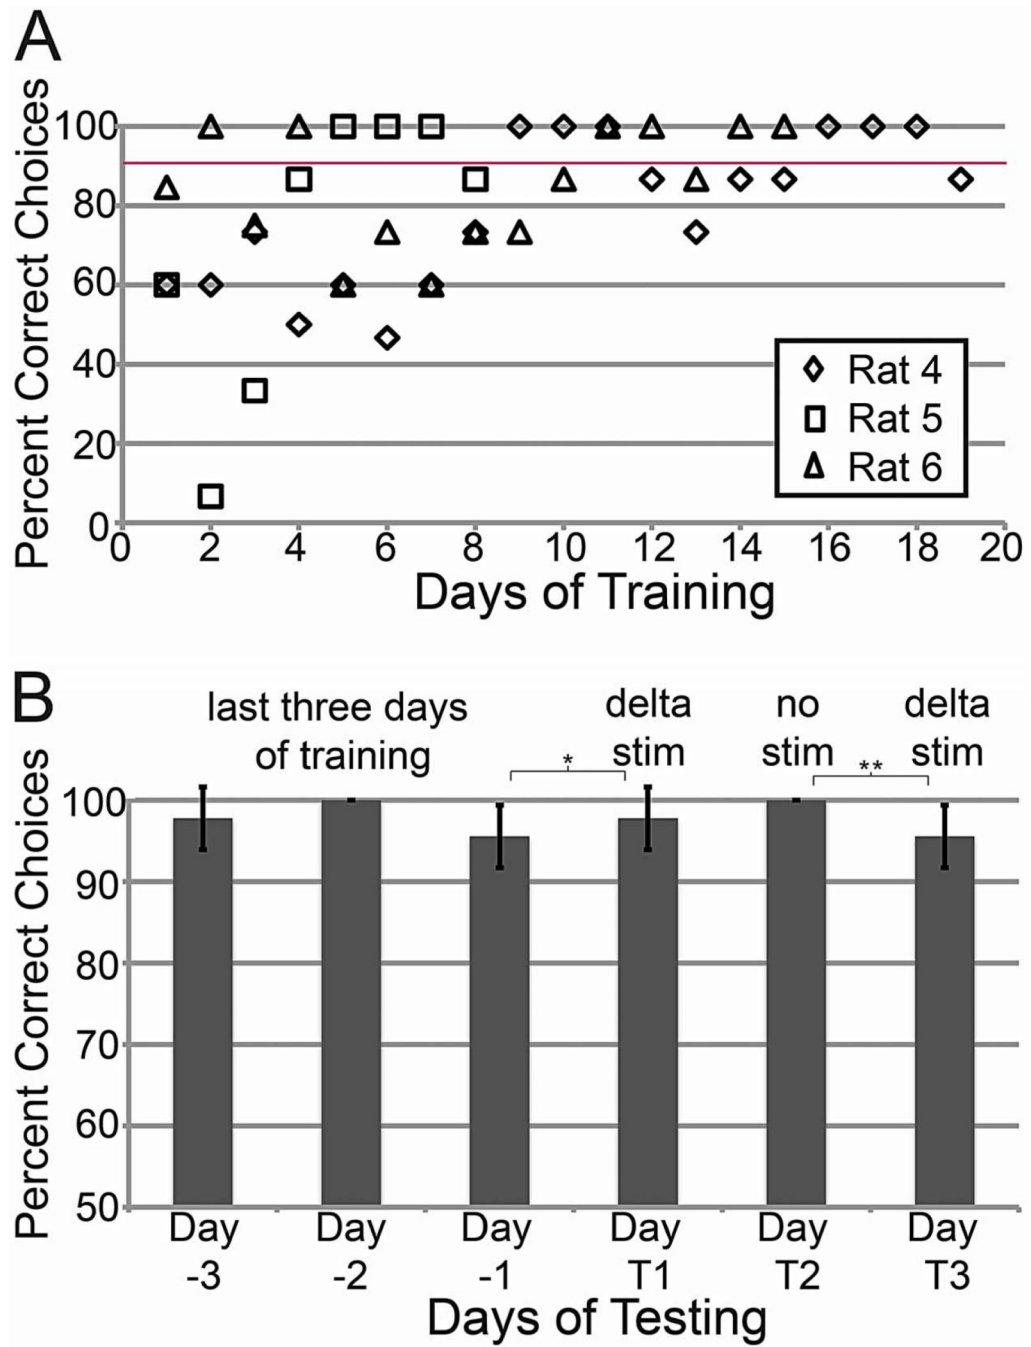 A
Percent Correct Choices
100
80
60
40
20
0
0 2 4 6 8 10 12 14 16 18 20
Days of Training
Rat 4
Rat 5
Rat 6
B
last three days
of training
delta
stim
no
stim
delta
stim
*
**
Percent Correct Choices
100
90
80
70
60
50
Day
-3
Day
-2
Day
-1
Day
T1
Day
T2
Day
T3
Days of Testing